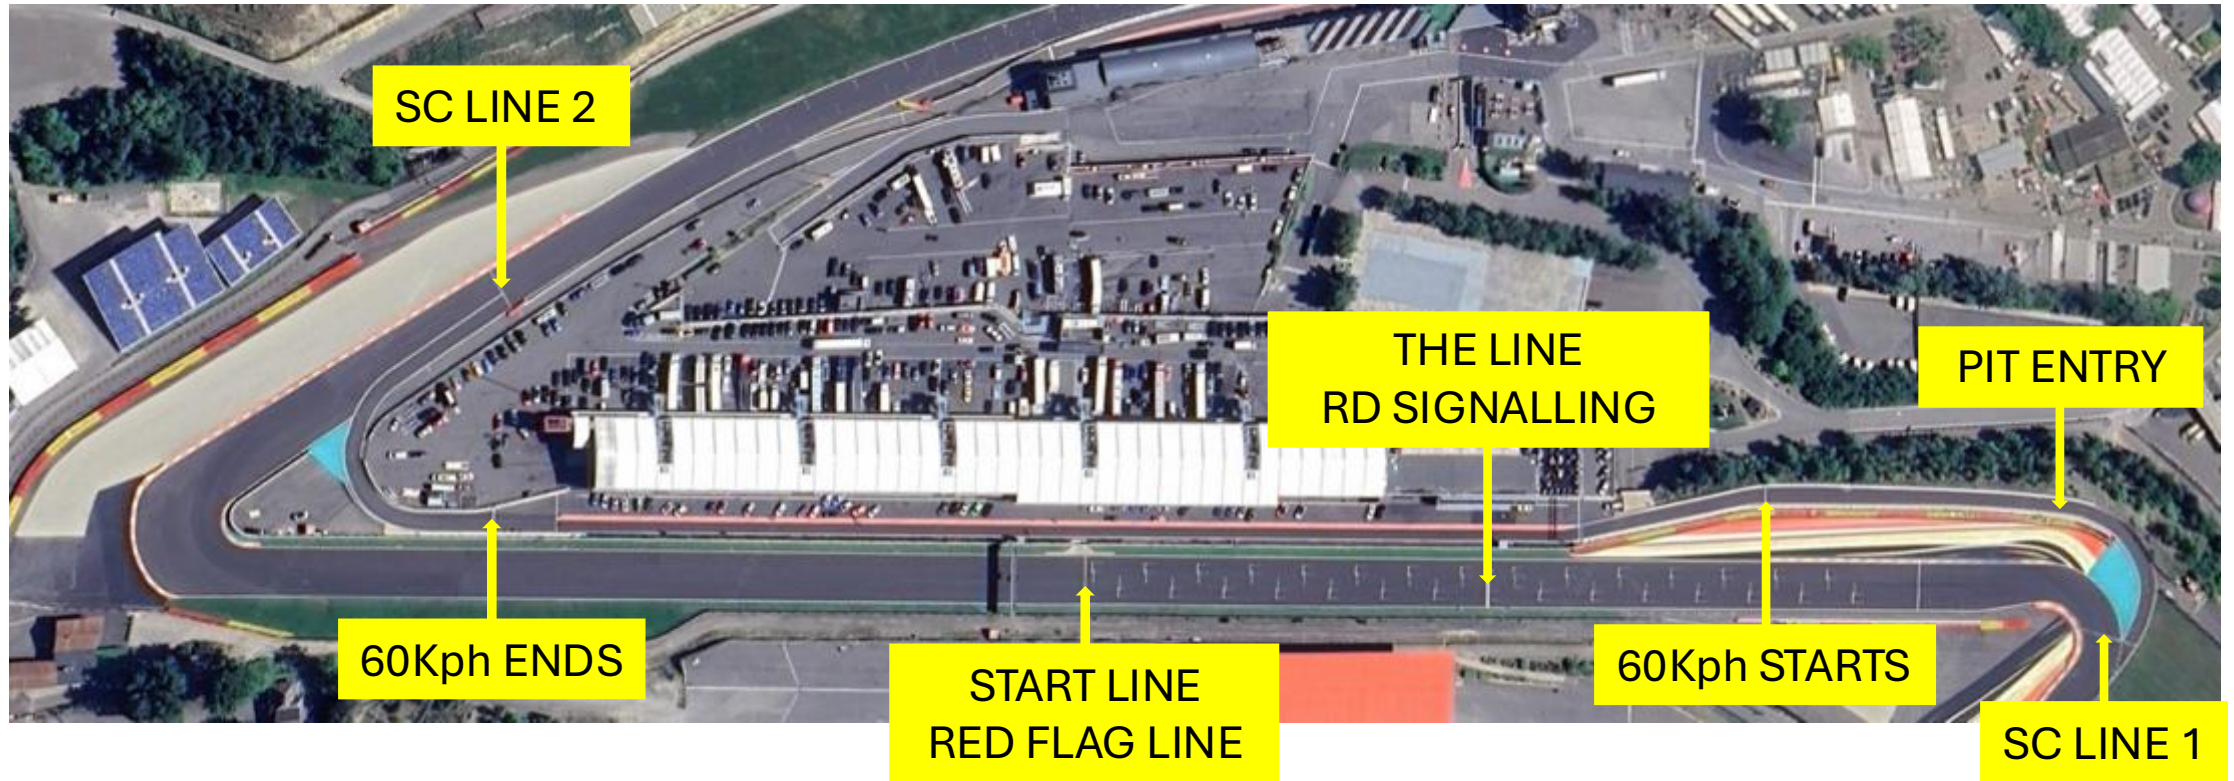 SC LINE 2
THE LINE
RD SIGNALLING
PIT ENTRY
60Kph ENDS
START LINE
RED FLAG LINE
60Kph STARTS
SC LINE 1